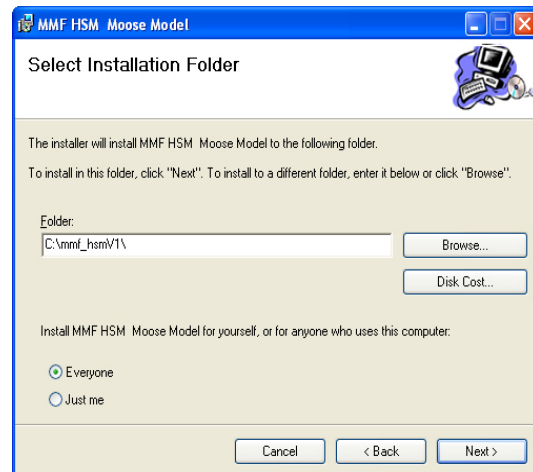 MMF HSM  Moose Model
Select Installation Folder
The installer will install MMF HSM  Moose Model to the following folder.
To install in this folder, click "Next". To install to a different folder, enter it below or click "Browse".
Folder:
C:\mmf_hsmV1\
Browse...
Disk Cost...
Install MMF HSM  Moose Model for yourself, or for anyone who uses this computer:
Everyone
Just me
Cancel
< Back
Next >